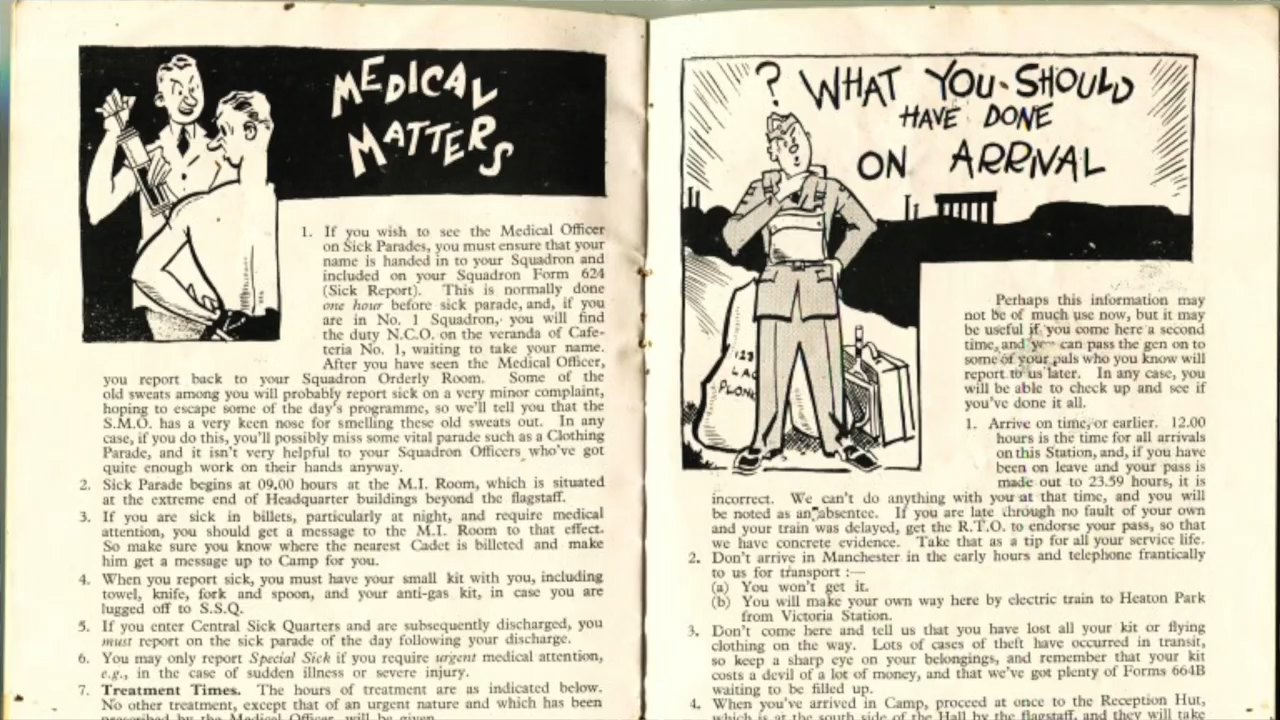 MEDICAL
MATTERS
1. If you wish to see the Medical Officer
on Sick Parades, you must ensure that your
name is handed in to your Squadron and
included on your Squadron Form 624
(Sick Report). This is normally done
one hour before sick parade, and, if you
are in No. 1 Squadron, you will find
the duty N.C.O. on the veranda of Cafe-
teria No. 1, waiting to take your name.
After you have seen the Medical Officer,
you report back to your Squadron Orderly Room. Some of the
old sweats among you will probably report sick on a very minor complaint,
hoping to escape some of the day's programme, so we'll tell you that the
S.M.O. has a very keen nose for smelling these old sweats out. In any
case, if you do this, you'll possibly miss some vital parade such as a Clothing
Parade, and it isn't very helpful to your Squadron Officers who've got
quite enough work on their hands anyway.
2. Sick Parade begins at 09.00 hours at the M.I. Room, which is situated
at the extreme end of Headquarter buildings beyond the flagstaff.
3. If you are sick in billets, particularly at night, and require medical
attention, you should get a message to the M.I. Room to that effect.
So make sure you know where the nearest Cadet is billeted and make
him get a message up to Camp for you.
4. When you report sick, you must have your small kit with you, including
towel, knife, fork and spoon, and your anti-gas kit, in case you are
lugged off to S.S.Q.
5. If you enter Central Sick Quarters and are subsequently discharged, you
must report on the sick parade of the day following your discharge.
6. You may only report Special Sick if you require urgent medical attention,
e.g., in the case of sudden illness or severe injury.
7. Treatment Times. The hours of treatment are as indicated below.
No other treatment, except that of an urgent nature and which has been
prescribed by the Medical Officer, will be given.
? WHAT YOU SHOULD
HAVE DONE
ON ARRIVAL
123
LAC
PLONK
Perhaps this information may
not be of much use now, but it may
be useful if you come here a second
time, and you can pass the gen on to
some of your pals who you know will
report to us later. In any case, you
will be able to check up and see if
you've done it all.
1. Arrive on time, or earlier. 12.00
hours is the time for all arrivals
on this Station, and, if you have
been on leave and your pass is
made out to 23.59 hours, it is
incorrect. We can't do anything with you at that time, and you will
be noted as an absentee. If you are late through no fault of your own
and your train was delayed, get the R.T.O. to endorse your pass, so that
we have concrete evidence. Take that as a tip for all your service life.
2. Don't arrive in Manchester in the early hours and telephone frantically
to us for transport :—
(a) You won't get it.
(b) You will make your own way here by electric train to Heaton Park
from Victoria Station.
3. Don't come here and tell us that you have lost all your kit or flying
clothing on the way. Lots of cases of theft have occurred in transit,
so keep a sharp eye on your belongings, and remember that your kit
costs a devil of a lot of money, and that we've got plenty of Forms 664B
waiting to be filled up.
4. When you've arrived in Camp, proceed at once to the Reception Hut,
which is at the south side of the Hall by the flagstaff, and they will take